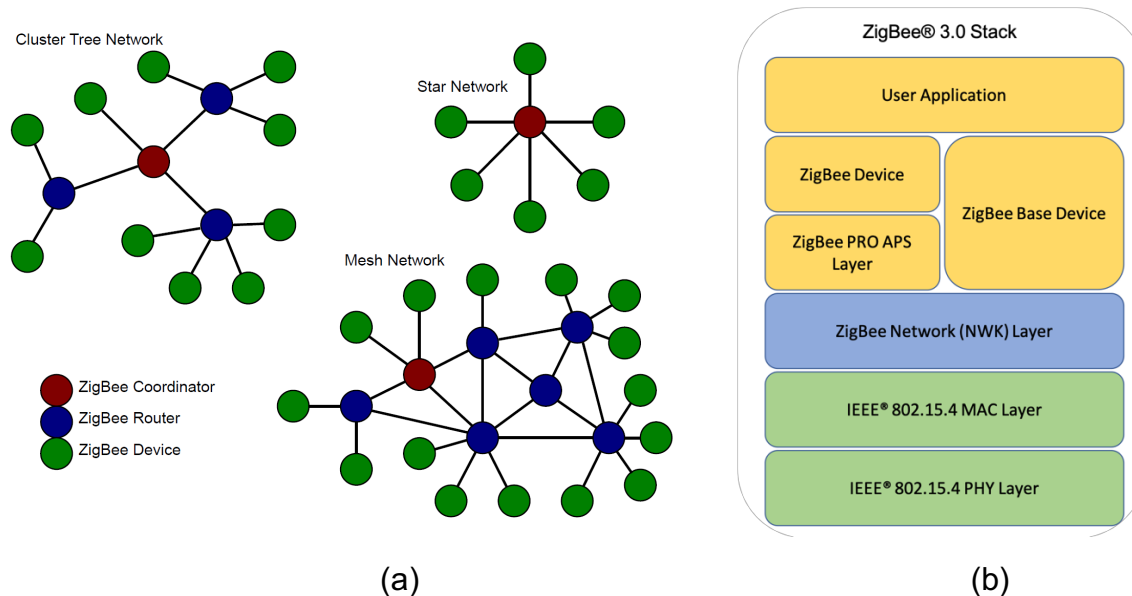 Cluster Tree Network
Star Network
Mesh Network
ZigBee Coordinator
ZigBee Router
ZigBee Device
(a)
ZigBee® 3.0 Stack
User Application
ZigBee Device
ZigBee Base Device
ZigBee PRO APS
Layer
ZigBee Network (NWK) Layer
IEEE® 802.15.4 MAC Layer
IEEE® 802.15.4 PHY Layer
(b)